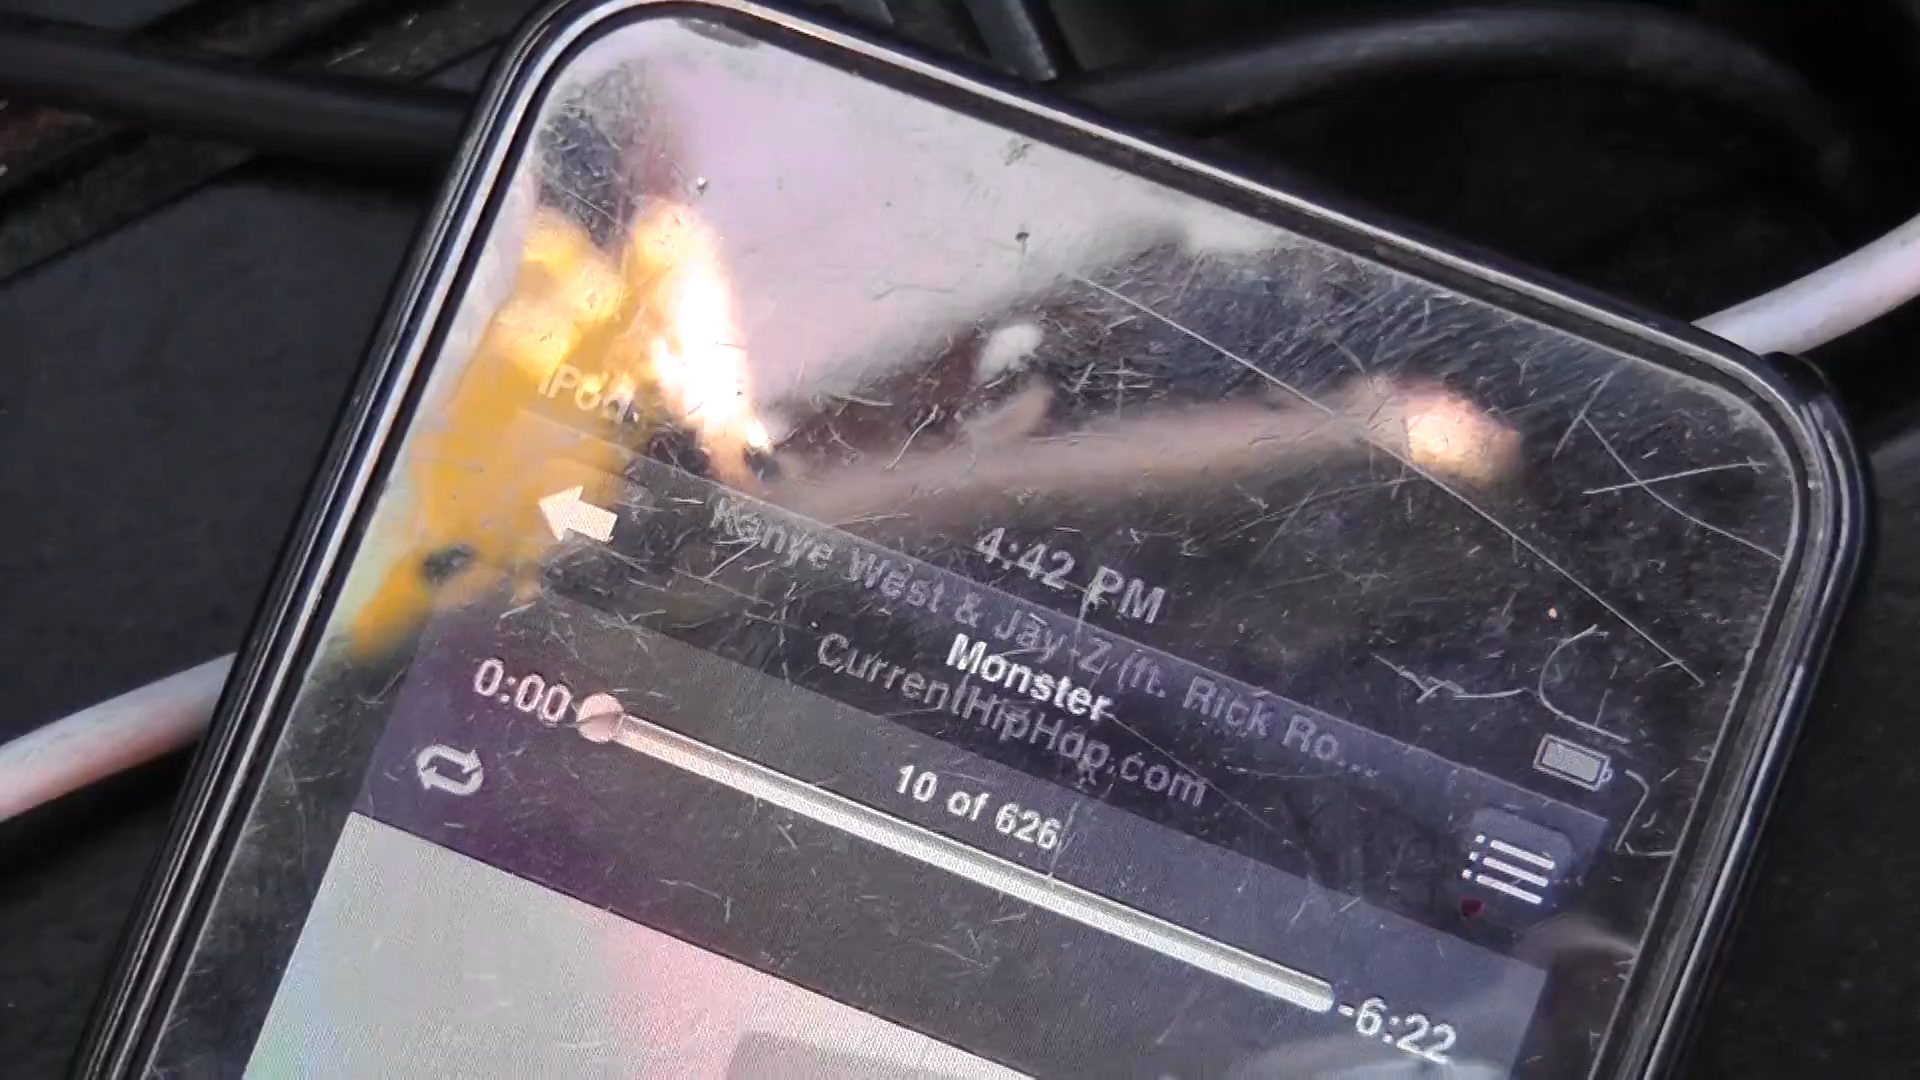 iPod
4:42 PM
Kanye West & Jay-Z (ft. Rick Ro...
Monster
CurrentHipHop.com
0:00
10 of 626
-6:22